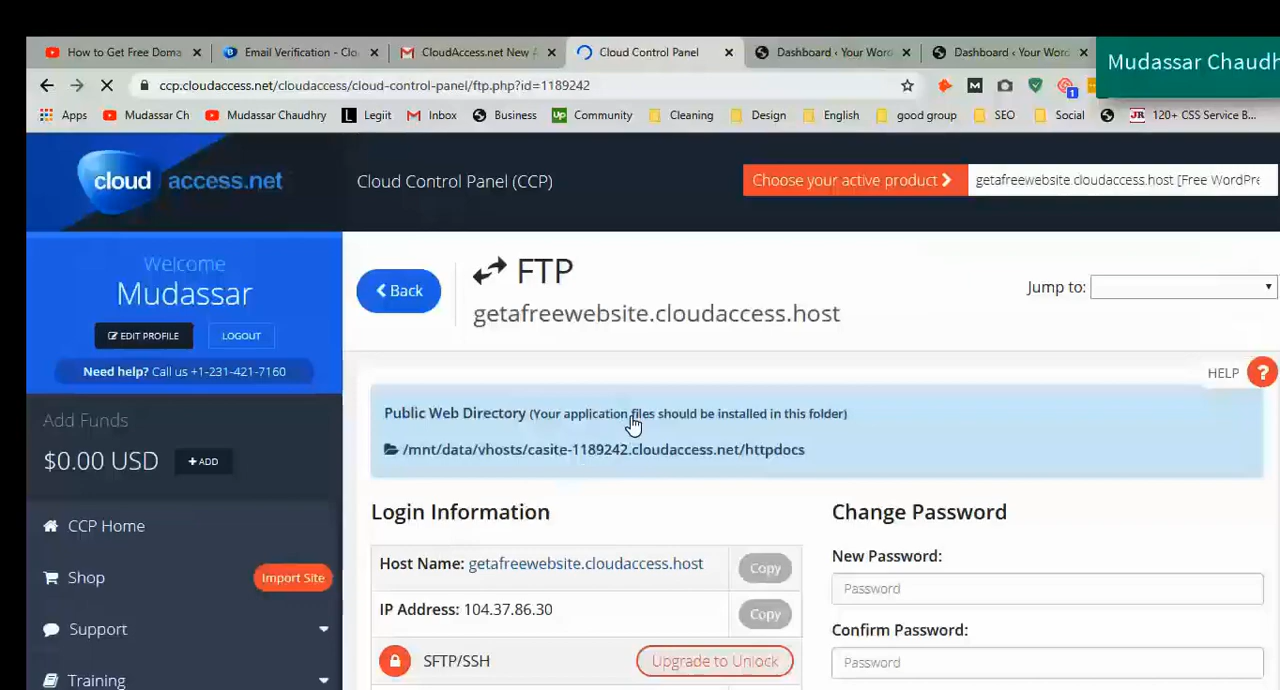 How to Get Free Doma
Email Verification - Clo
CloudAccess.net New
Cloud Control Panel
Dashboard ‹ Your Wor
Dashboard ‹ Your Wor
Mudassar Chaudh
ccp.cloudaccess.net/cloudaccess/cloud-control-panel/ftp.php?id=1189242
M
1
Apps
Mudassar Ch
Mudassar Chaudhry
L Legiit
Inbox
Business
Up Community
Cleaning
Design
English
good group
SEO
Social
JR 120+ CSS Service B...
cloud access.net
Cloud Control Panel (CCP)
Choose your active product
getafreewebsite.cloudaccess.host [Free WordPre
Welcome
Mudassar
EDIT PROFILE
LOGOUT
Need help? Call us +1-231-421-7160
Back
FTP
getafreewebsite.cloudaccess.host
Jump to:
HELP ?
Add Funds
$0.00 USD
+ ADD
Public Web Directory (Your application files should be installed in this folder)
/mnt/data/vhosts/casite-1189242.cloudaccess.net/httpdocs
CCP Home
Shop
Import Site
Support
Training
Login Information
Host Name: getafreewebsite.cloudaccess.host
Copy
IP Address: 104.37.86.30
Copy
SFTP/SSH
Upgrade to Unlock
Change Password
New Password:
Password
Confirm Password:
Password